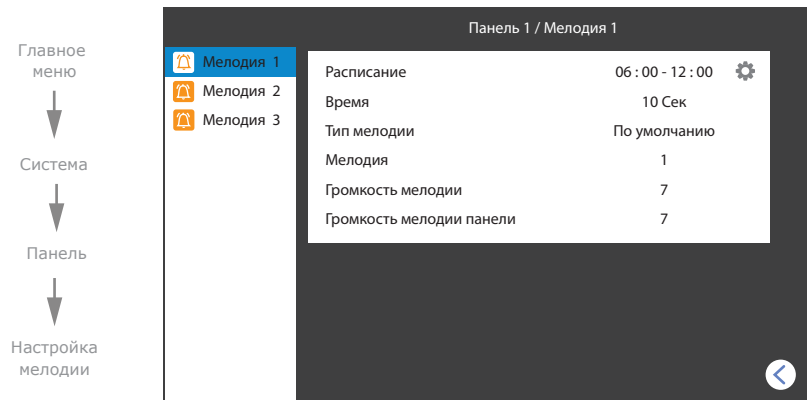 Главное
меню
Система
Панель
Настройка
мелодии
Панель 1 / Мелодия 1
Мелодия 1
Мелодия 2
Мелодия 3
Расписание 06 : 00 - 12 : 00
Время 10 Сек
Тип мелодии По умолчанию
Мелодия 1
Громкость мелодии 7
Громкость мелодии панели 7